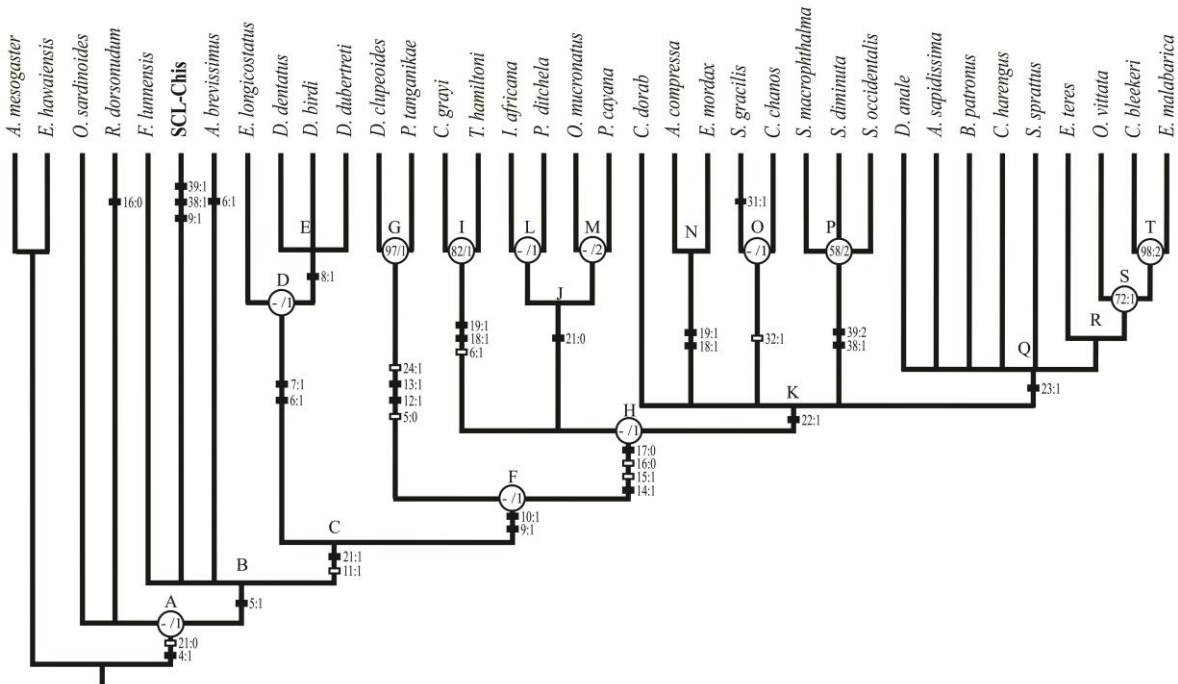 A. mesogaster
E. hawaiensis
O. sardinoides
R. dorsonudum
F. lunnensis
SCL-Chis
A. brevissimus
E. longicostatus
D. dentatus
D. birdi
D. dubertreti
D. clupeoides
P. tanganikae
C. grayi
T. hamiltoni
I. africana
P. ditchela
O. mucronatus
P. cayana
C. dorab
A. compressa
E. mordax
S. gracilis
C. chanos
S. macrophthalma
S. diminuta
S. occidentalis
D. anale
A. sapidissima
B. patronus
C. harengus
S. sprattus
E. teres
O. vittata
C. bleekeri
E. malabarica
39:1
38:1
9:1
16:0
6:1
31:1
E
G
I
L
M
N
O
P
T
97/1
82/1
- /1
- /2
- /1
58/2
98:2
8:1
D
- /1
J
S
72:1
R
19:1
18:1
6:1
21:0
19:1
18:1
32:1
39:2
38:1
Q
24:1
13:1
12:1
5:0
7:1
6:1
K
23:1
H
- /1
22:1
17:0
16:0
15:1
14:1
F
- /1
10:1
9:1
C
21:1
11:1
B
5:1
A
- /1
21:0
4:1